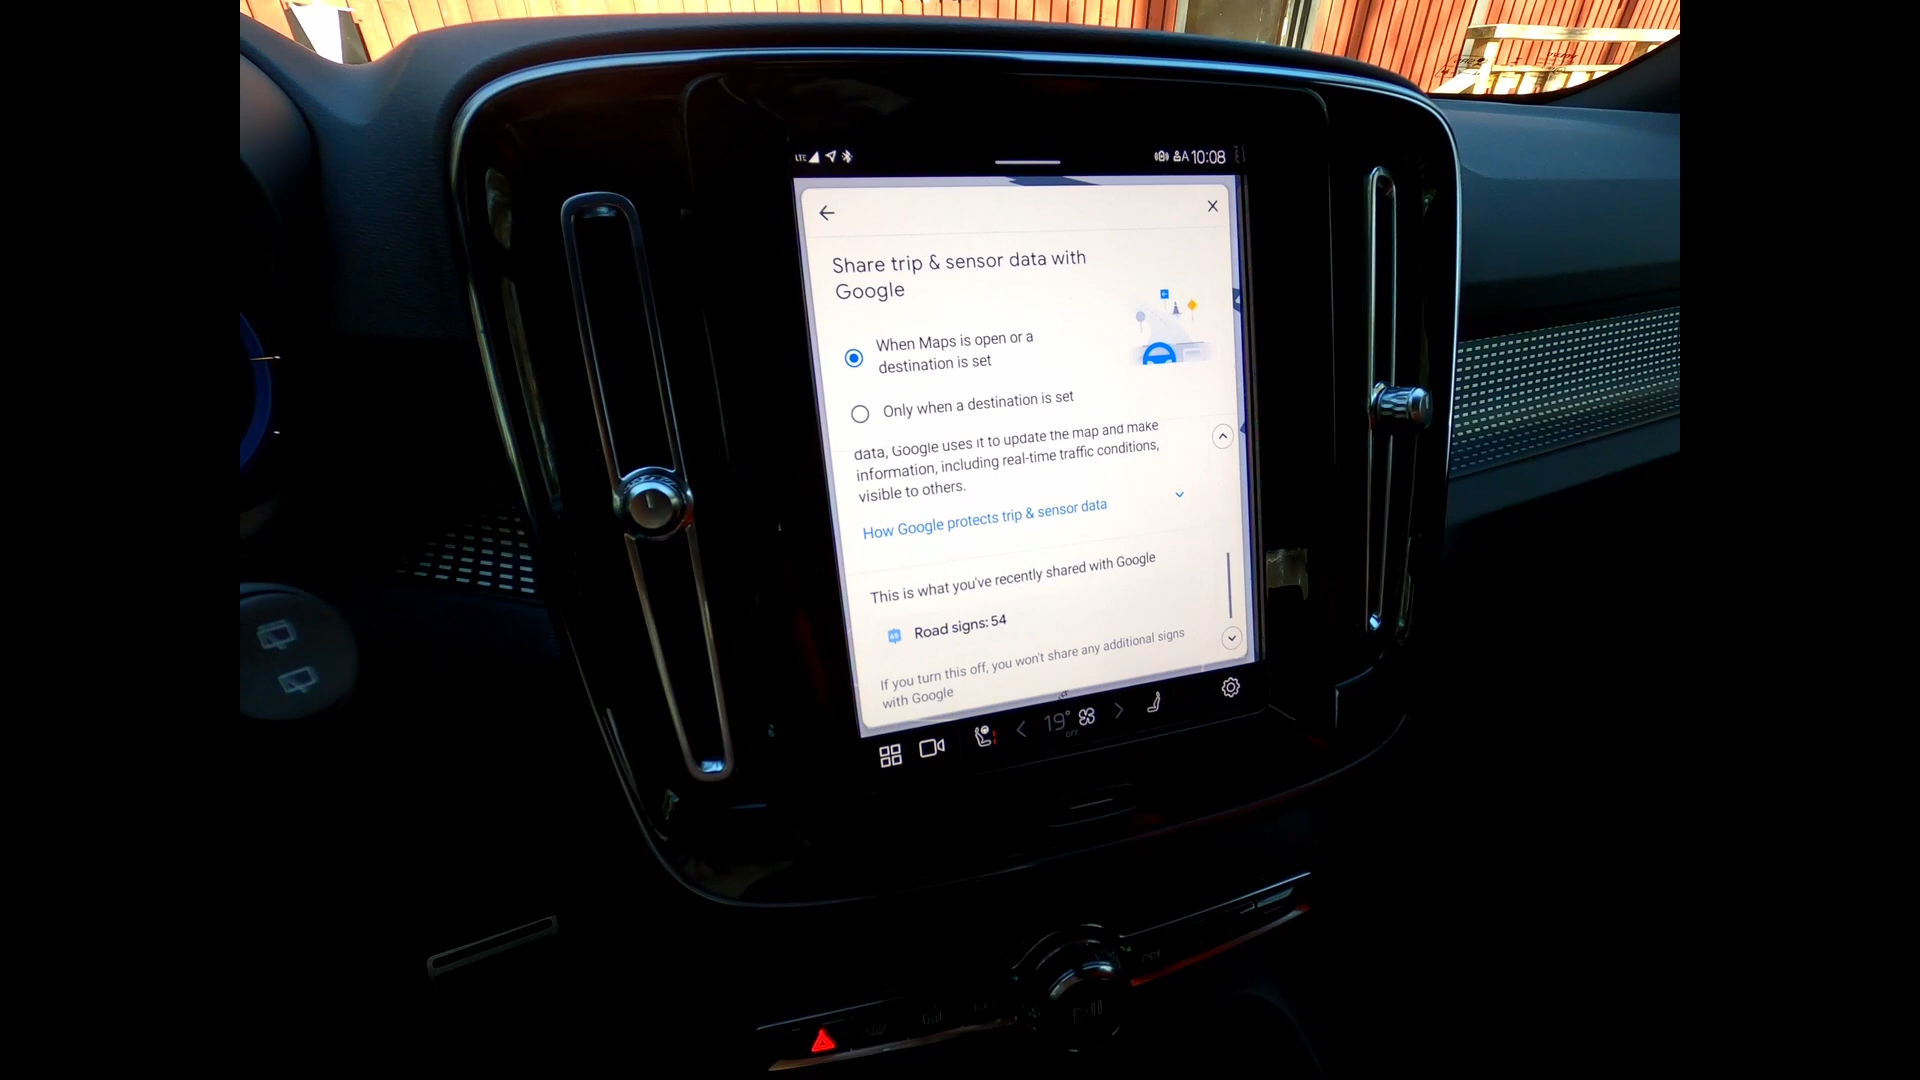 LTE
A 10:08
Share trip & sensor data with
Google
When Maps is open or a
destination is set
Only when a destination is set
data, Google uses it to update the map and make
information, including real-time traffic conditions,
visible to others.
How Google protects trip & sensor data
This is what you've recently shared with Google
Road signs: 54
If you turn this off, you won't share any additional signs
with Google
19°
OFF